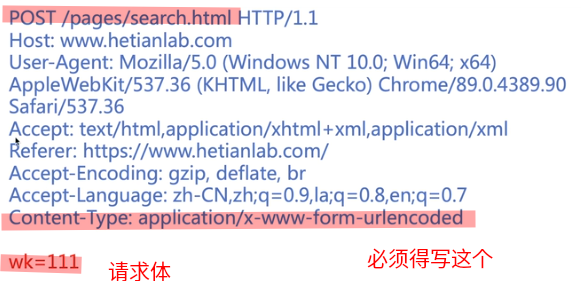 POST /pages/search.html HTTP/1.1
Host: www.hetianlab.com
User-Agent: Mozilla/5.0 (Windows NT 10.0; Win64; x64)
AppleWebKit/537.36 (KHTML, like Gecko) Chrome/89.0.4389.90
Safari/537.36
Accept: text/html,application/xhtml+xml,application/xml
Referer: https://www.hetianlab.com/
Accept-Encoding: gzip, deflate, br
Accept-Language: zh-CN,zh;q=0.9,la;q=0.8,en;q=0.7
Content-Type: application/x-www-form-urlencoded
wk=111 请求体 必须得写这个